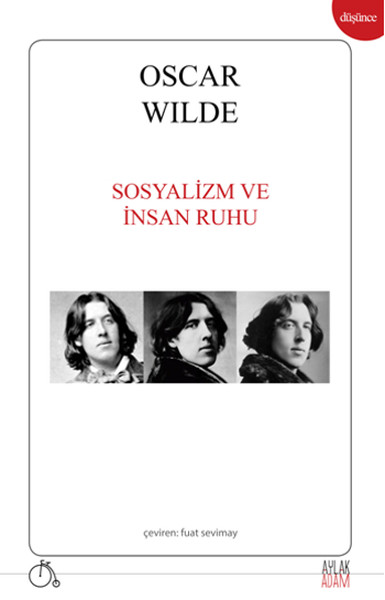 düşünce
OSCAR
WILDE
SOSYALİZM VE
İNSAN RUHU
çeviren: fuat sevimay
AYLAK
ADAM